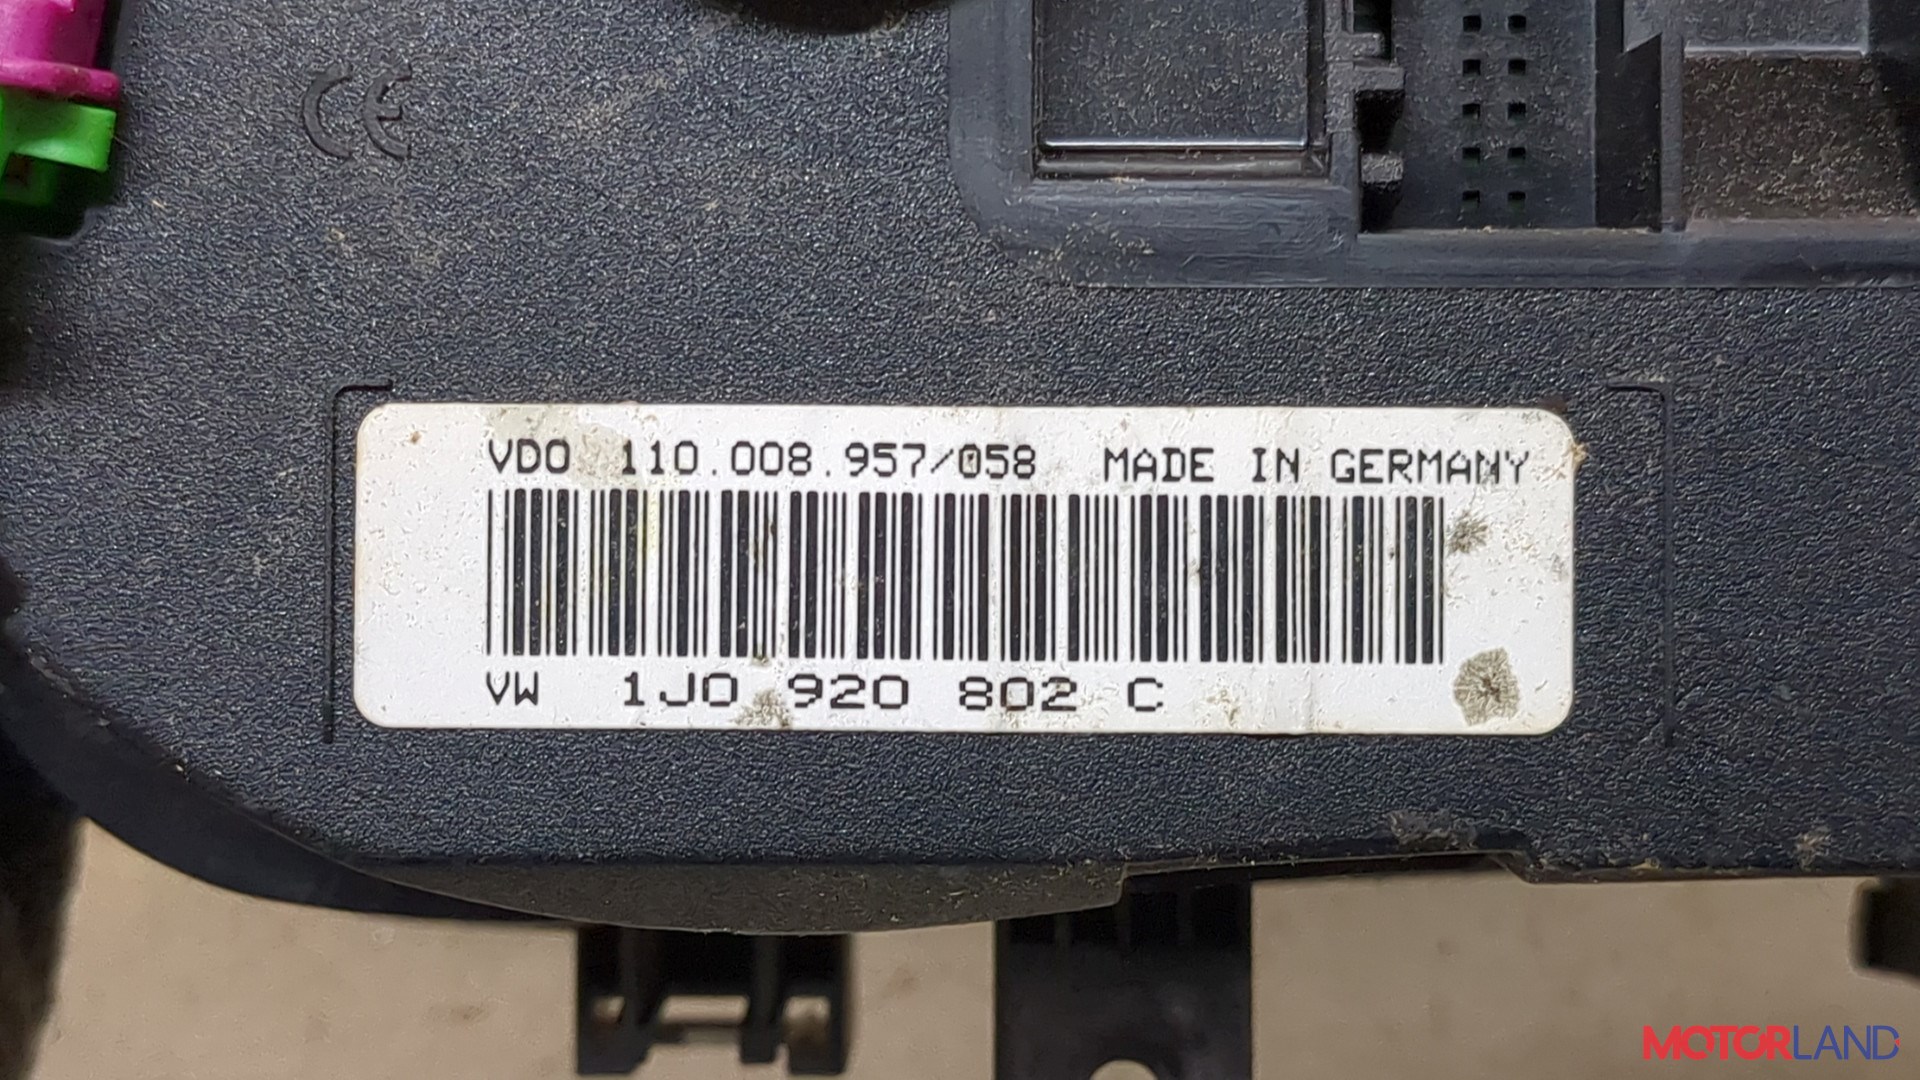 CE
VDO 110.008.957/058 MADE IN GERMANY
VW 1J0 920 802 C
MOTORLAND